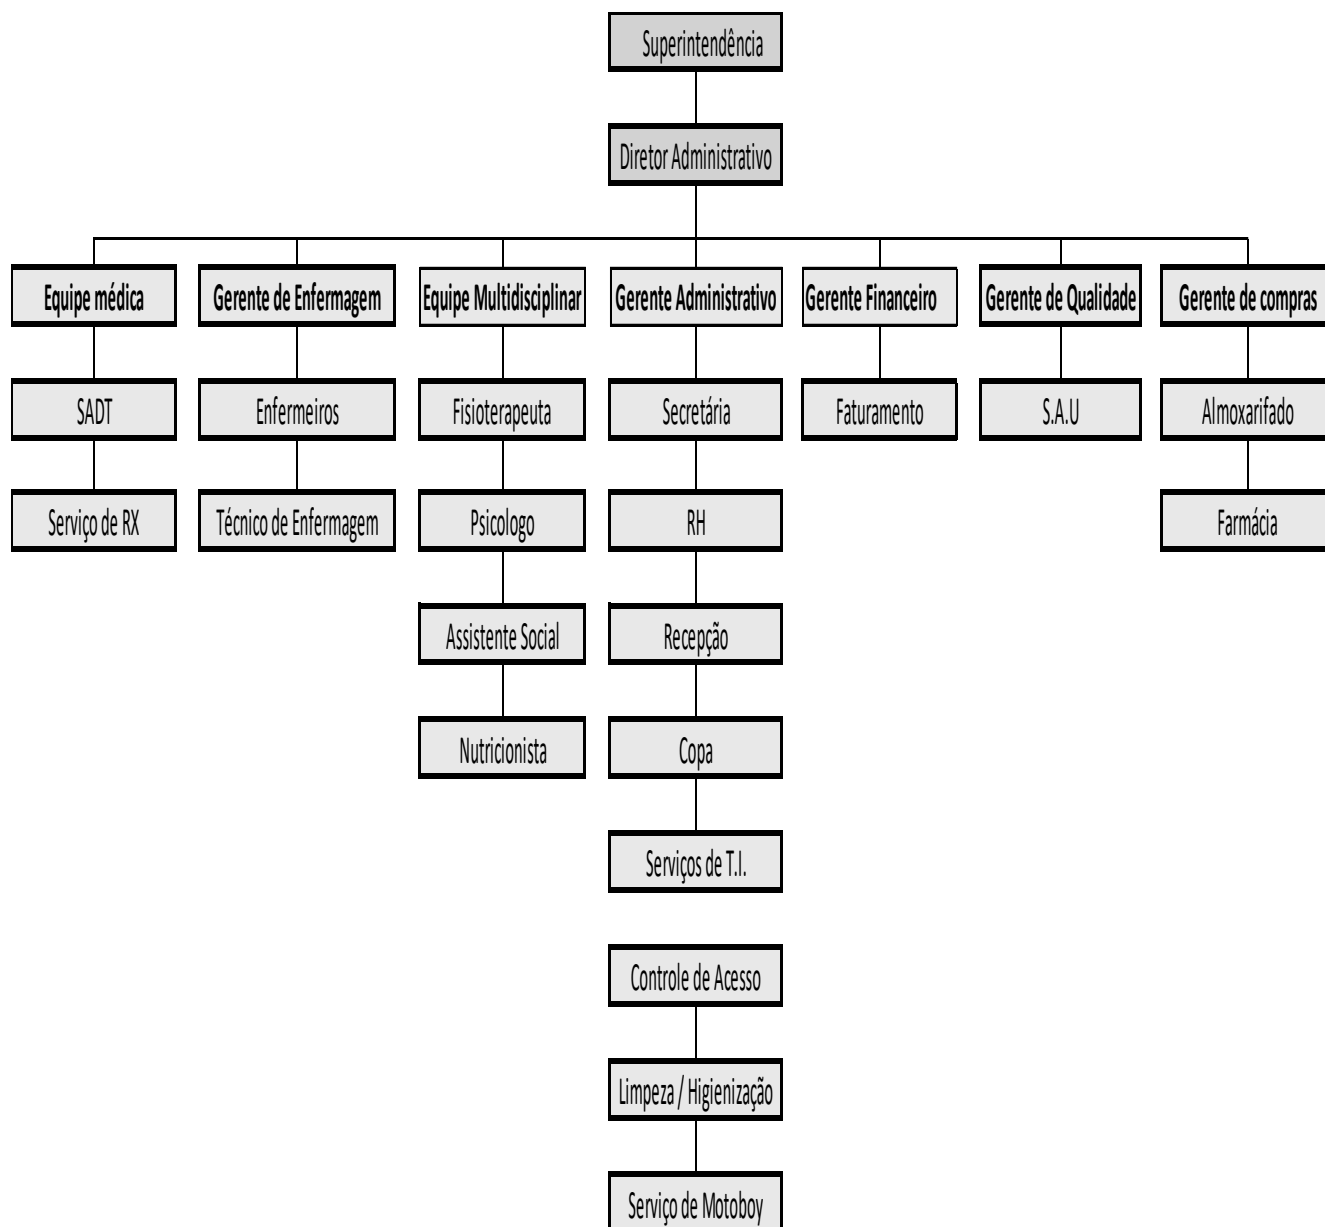 Superintendência
Diretor Administrativo
Equipe médica
Gerente de Enfermagem
Equipe Multidisciplinar
Gerente Administrativo
Gerente Financeiro
Gerente de Qualidade
Gerente de compras
SADT
Enfermeiros
Fisioterapeuta
Secretária
Faturamento
S.A.U
Almoxarifado
Serviço de RX
Técnico de Enfermagem
Psicologo
RH
Farmácia
Assistente Social
Recepção
Nutricionista
Copa
Serviços de T.I.
Controle de Acesso
Limpeza / Higienização
Serviço de Motoboy